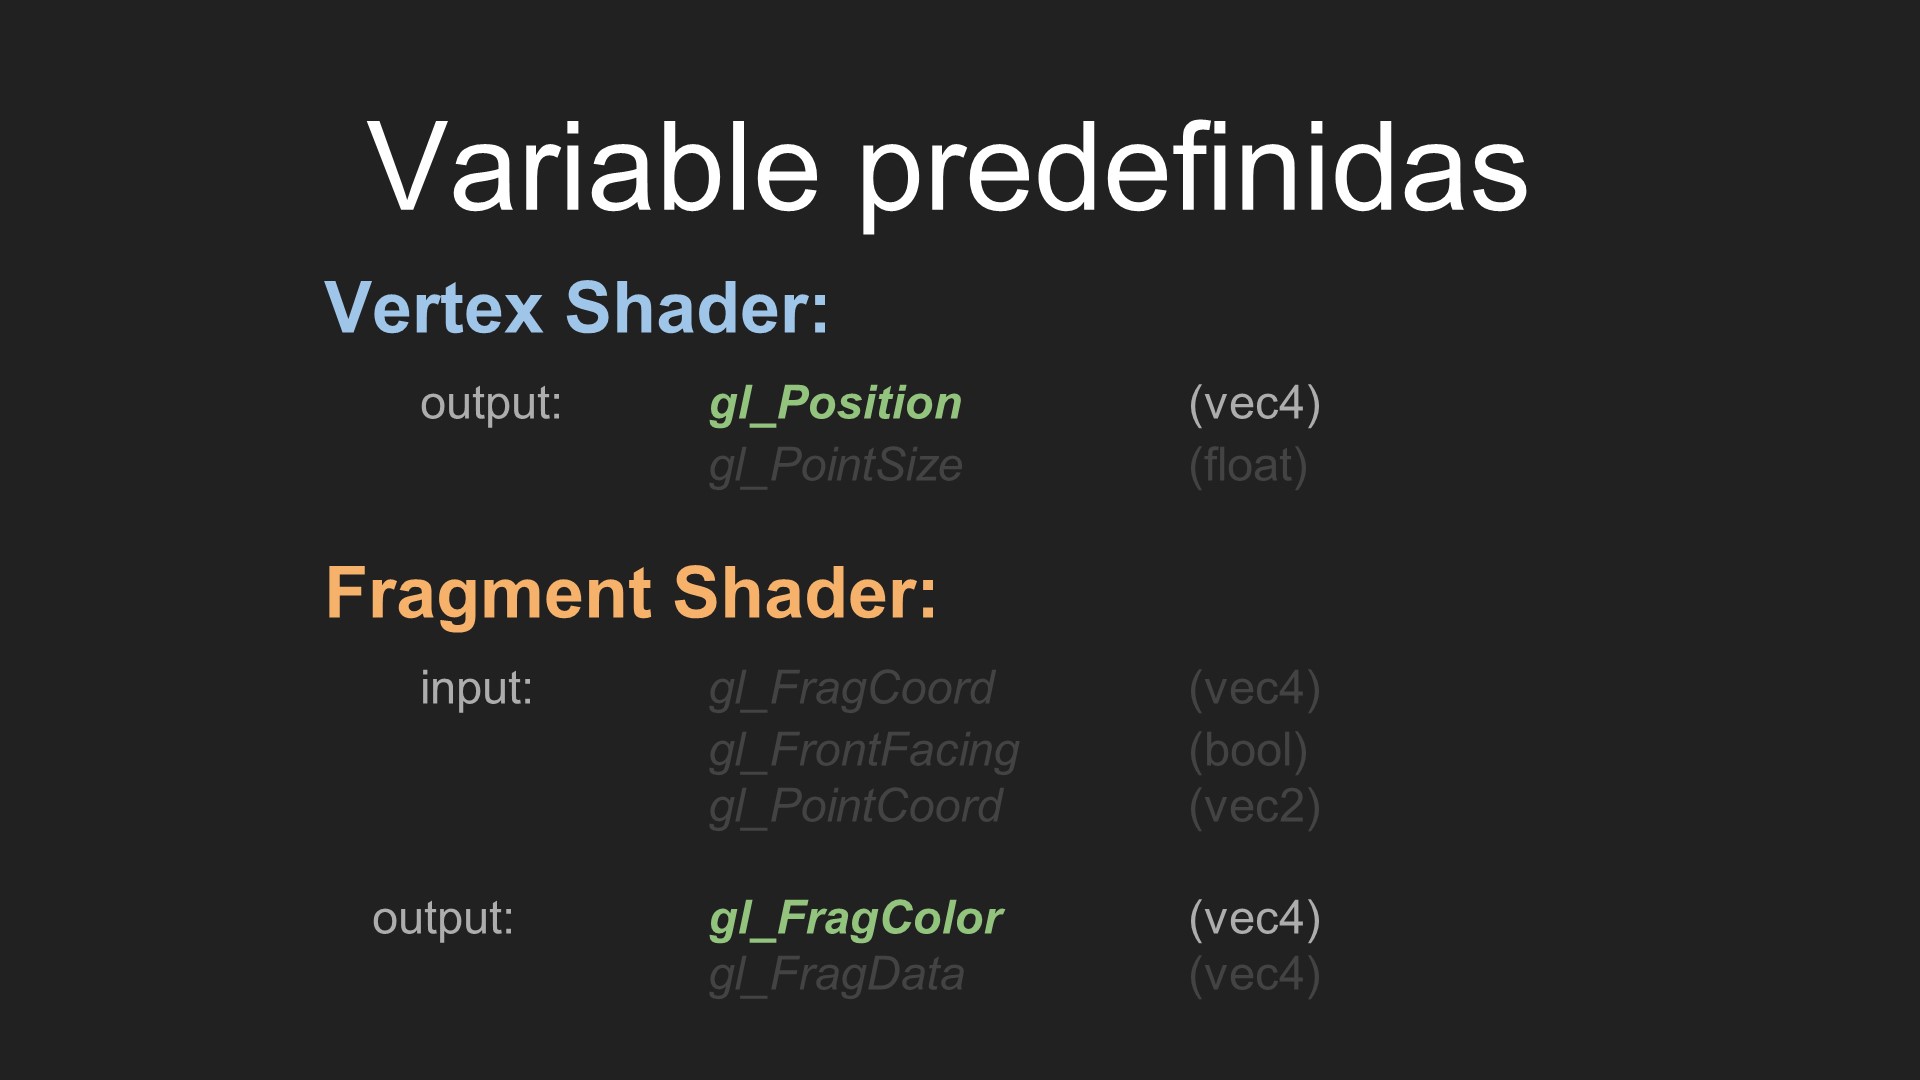 Variable predefinidas
Vertex Shader:
output: gl_Position (vec4)
gl_PointSize (float)
Fragment Shader:
input: gl_FragCoord (vec4)
gl_FrontFacing (bool)
gl_PointCoord (vec2)
output: gl_FragColor (vec4)
gl_FragData (vec4)